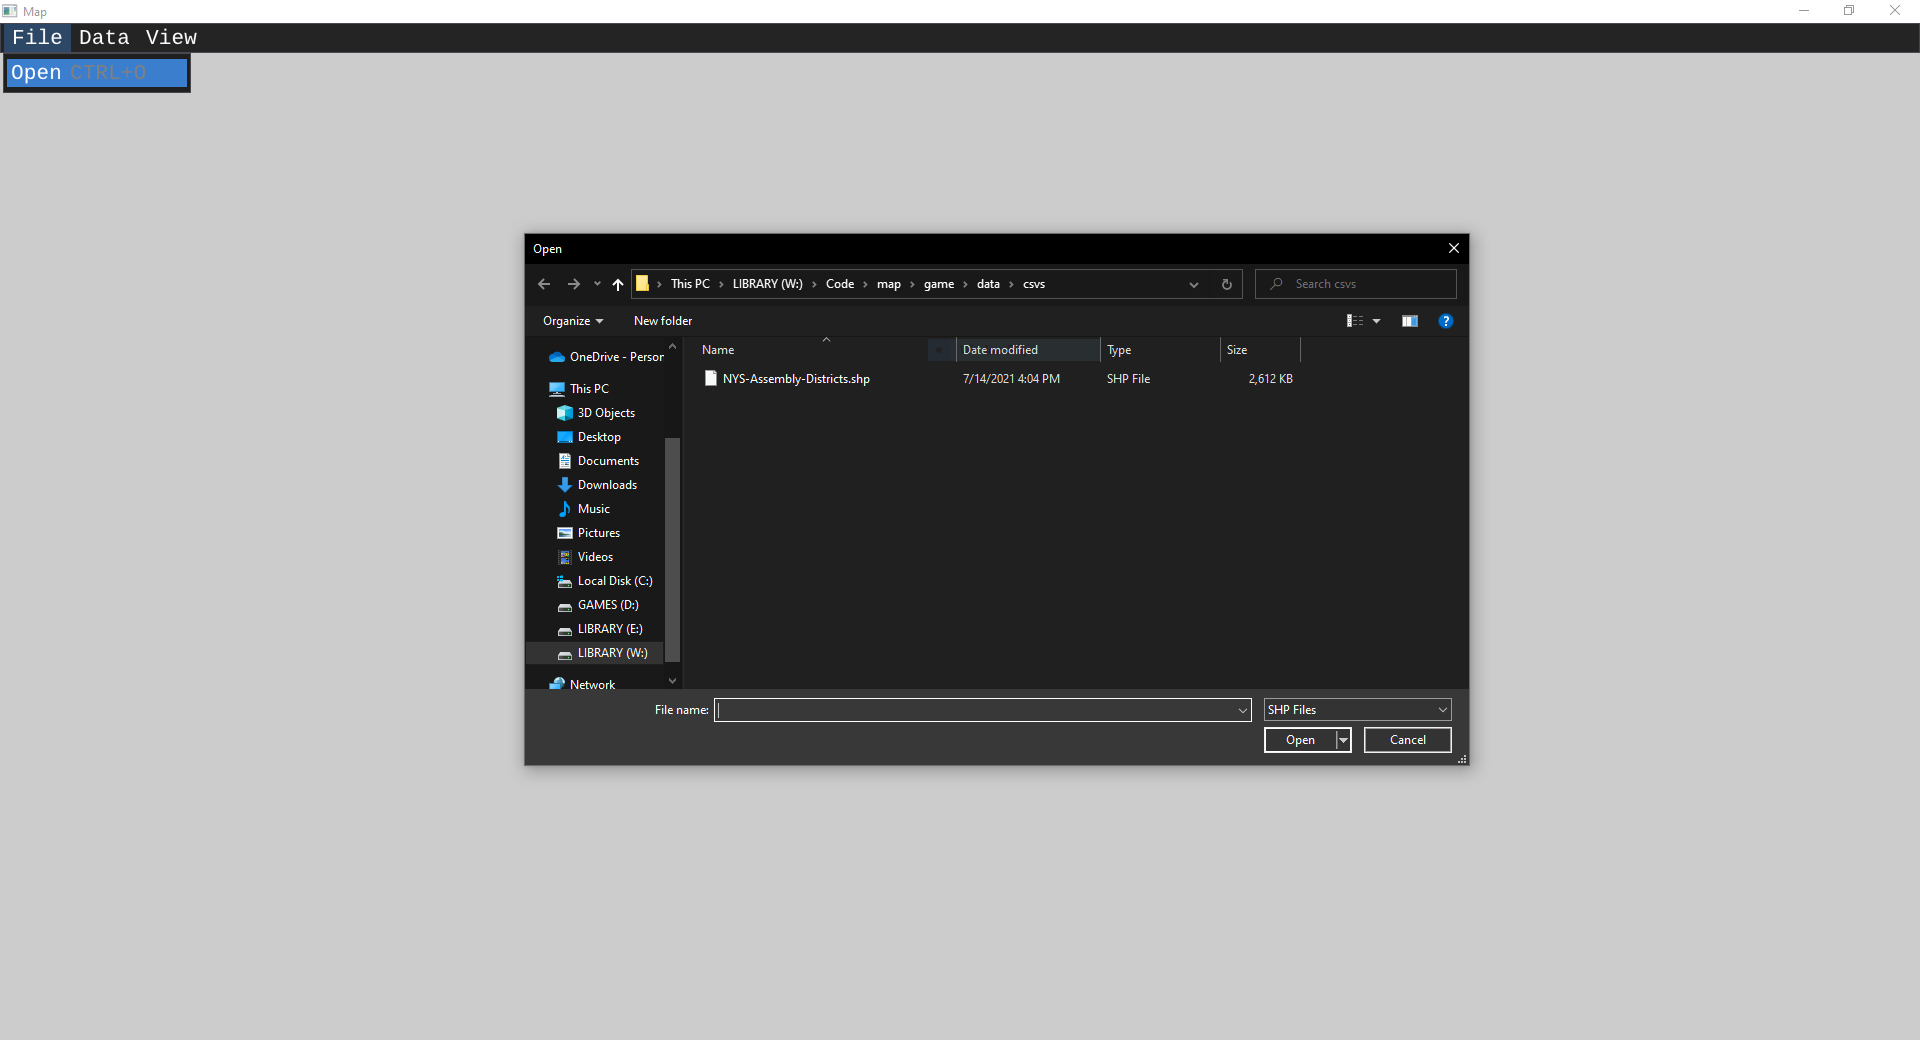 Map
File Data View
Open CTRL+O
Open
This PC LIBRARY (W:) Code map game data csvs
Search csvs
Organize New folder
?
Name Date modified Type Size
NYS-Assembly-Districts.shp 7/14/2021 4:04 PM SHP File 2,612 KB
OneDrive - Person
This PC
3D Objects
Desktop
Documents
Downloads
Music
Pictures
Videos
Local Disk (C:)
GAMES (D:)
LIBRARY (E:)
LIBRARY (W:)
Network
File name: SHP Files
Open Cancel